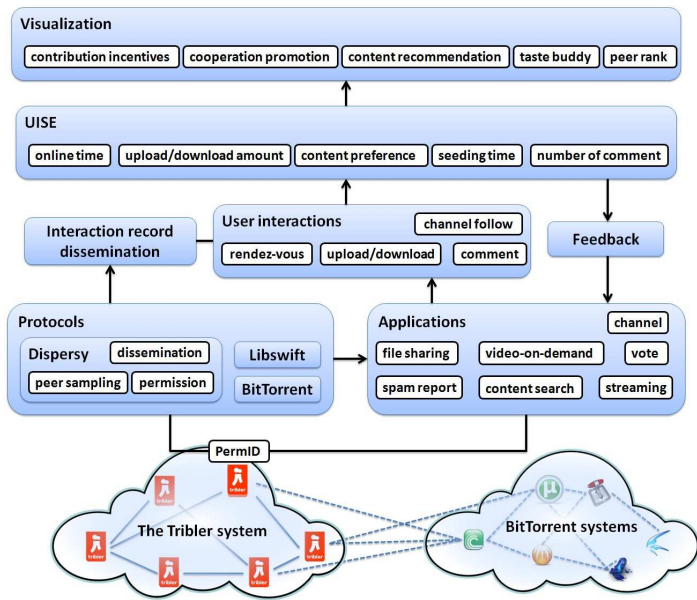 Visualization
contribution incentives
cooperation promotion
content recommendation
taste buddy
peer rank
UISE
online time
upload/download amount
content preference
seeding time
number of comment
Interaction record
dissemination
User interactions
channel follow
rendez-vous
upload/download
comment
Feedback
Protocols
Dispersy
dissemination
peer sampling
permission
Libswift
BitTorrent
Applications
channel
file sharing
video-on-demand
vote
spam report
content search
streaming
PermID
The Tribler system
tribler
tribler
tribler
tribler
tribler
tribler
BitTorrent systems
µ